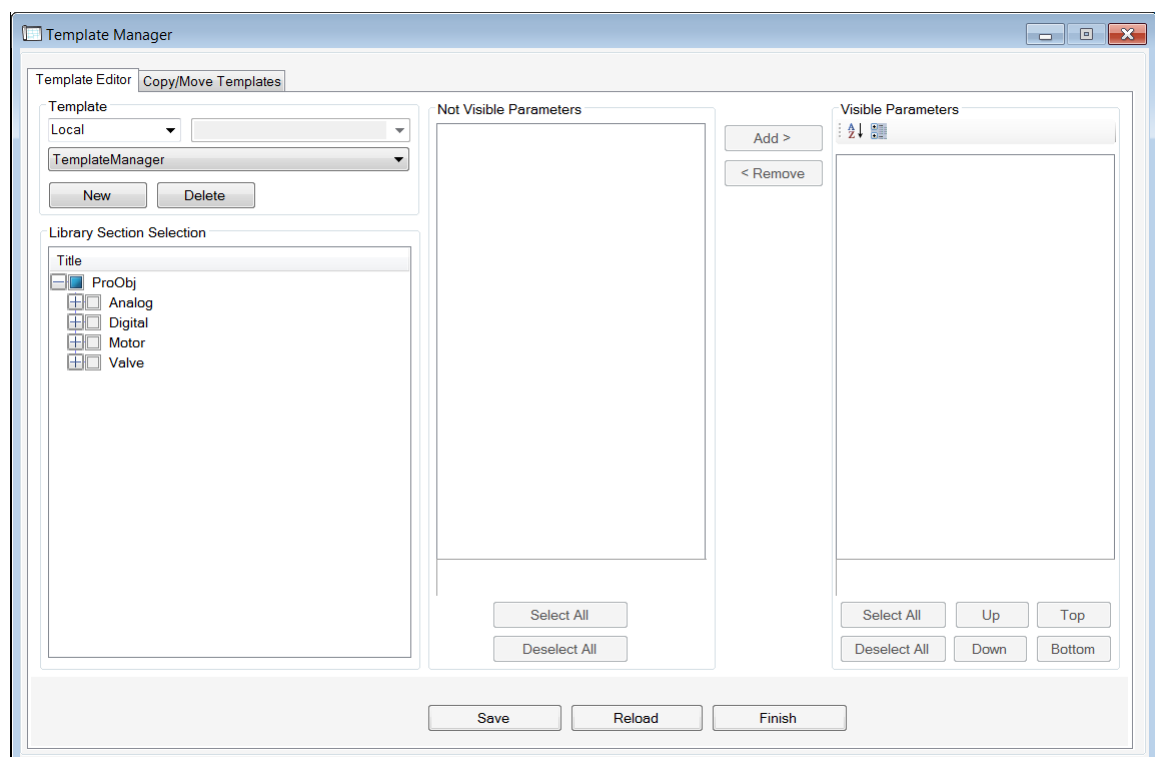 Template Manager
Template Editor
Copy/Move Templates
Template
Local
TemplateManager
New
Delete
Library Section Selection
Title
ProObj
Analog
Digital
Motor
Valve
Not Visible Parameters
Select All
Deselect All
Add >
< Remove
Visible Parameters
A
Z
Select All
Up
Top
Deselect All
Down
Bottom
Save
Reload
Finish